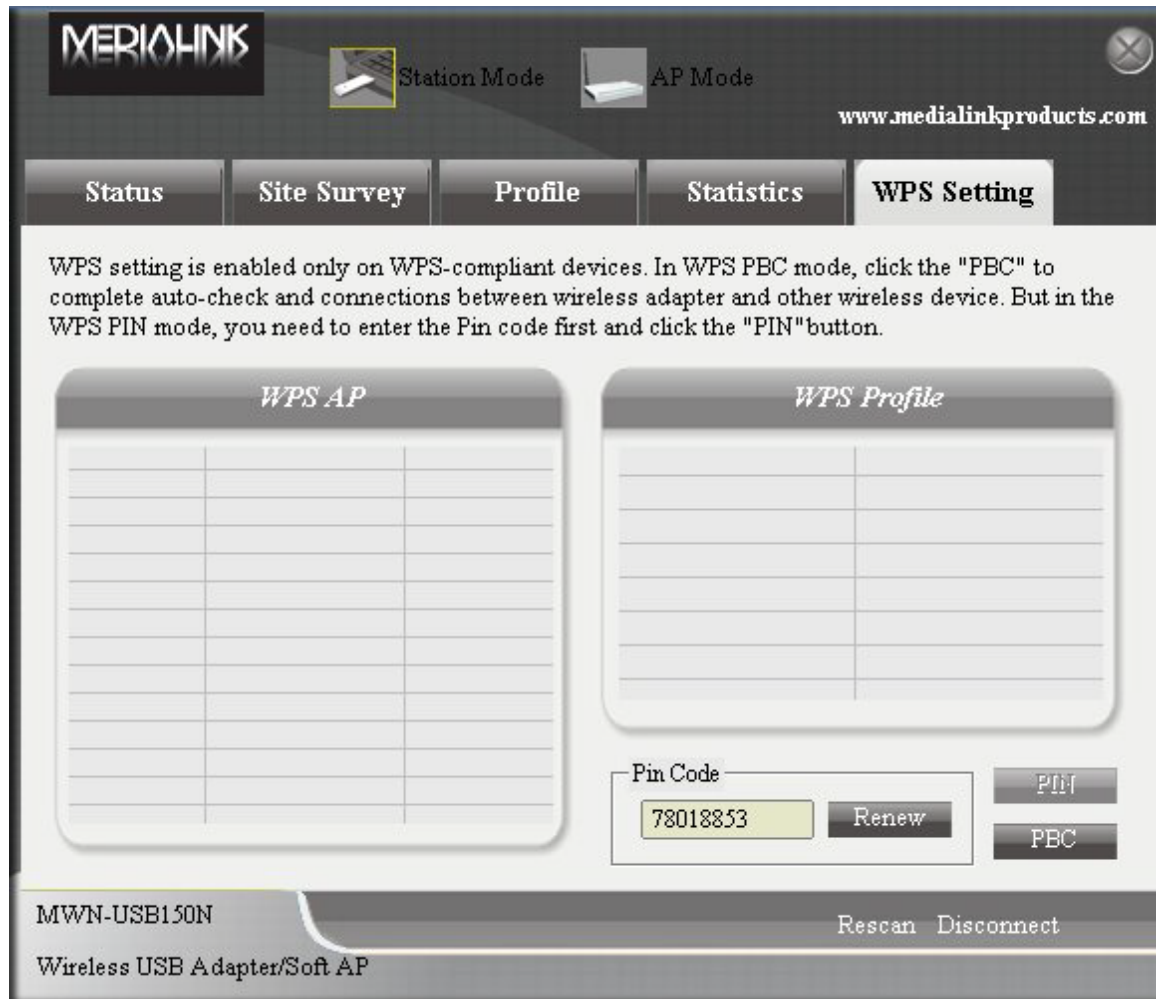 MEDIALINK
Station Mode
AP Mode
www.medialinkproducts.com
Status
Site Survey
Profile
Statistics
WPS Setting
WPS setting is enabled only on WPS-compliant devices. In WPS PBC mode, click the "PBC" to
complete auto-check and connections between wireless adapter and other wireless device. But in the
WPS PIN mode, you need to enter the Pin code first and click the "PIN"button.
WPS AP
WPS Profile
Pin Code
78018853
Renew
PIN
PBC
MWN-USB150N
Rescan Disconnect
Wireless USB Adapter/Soft AP